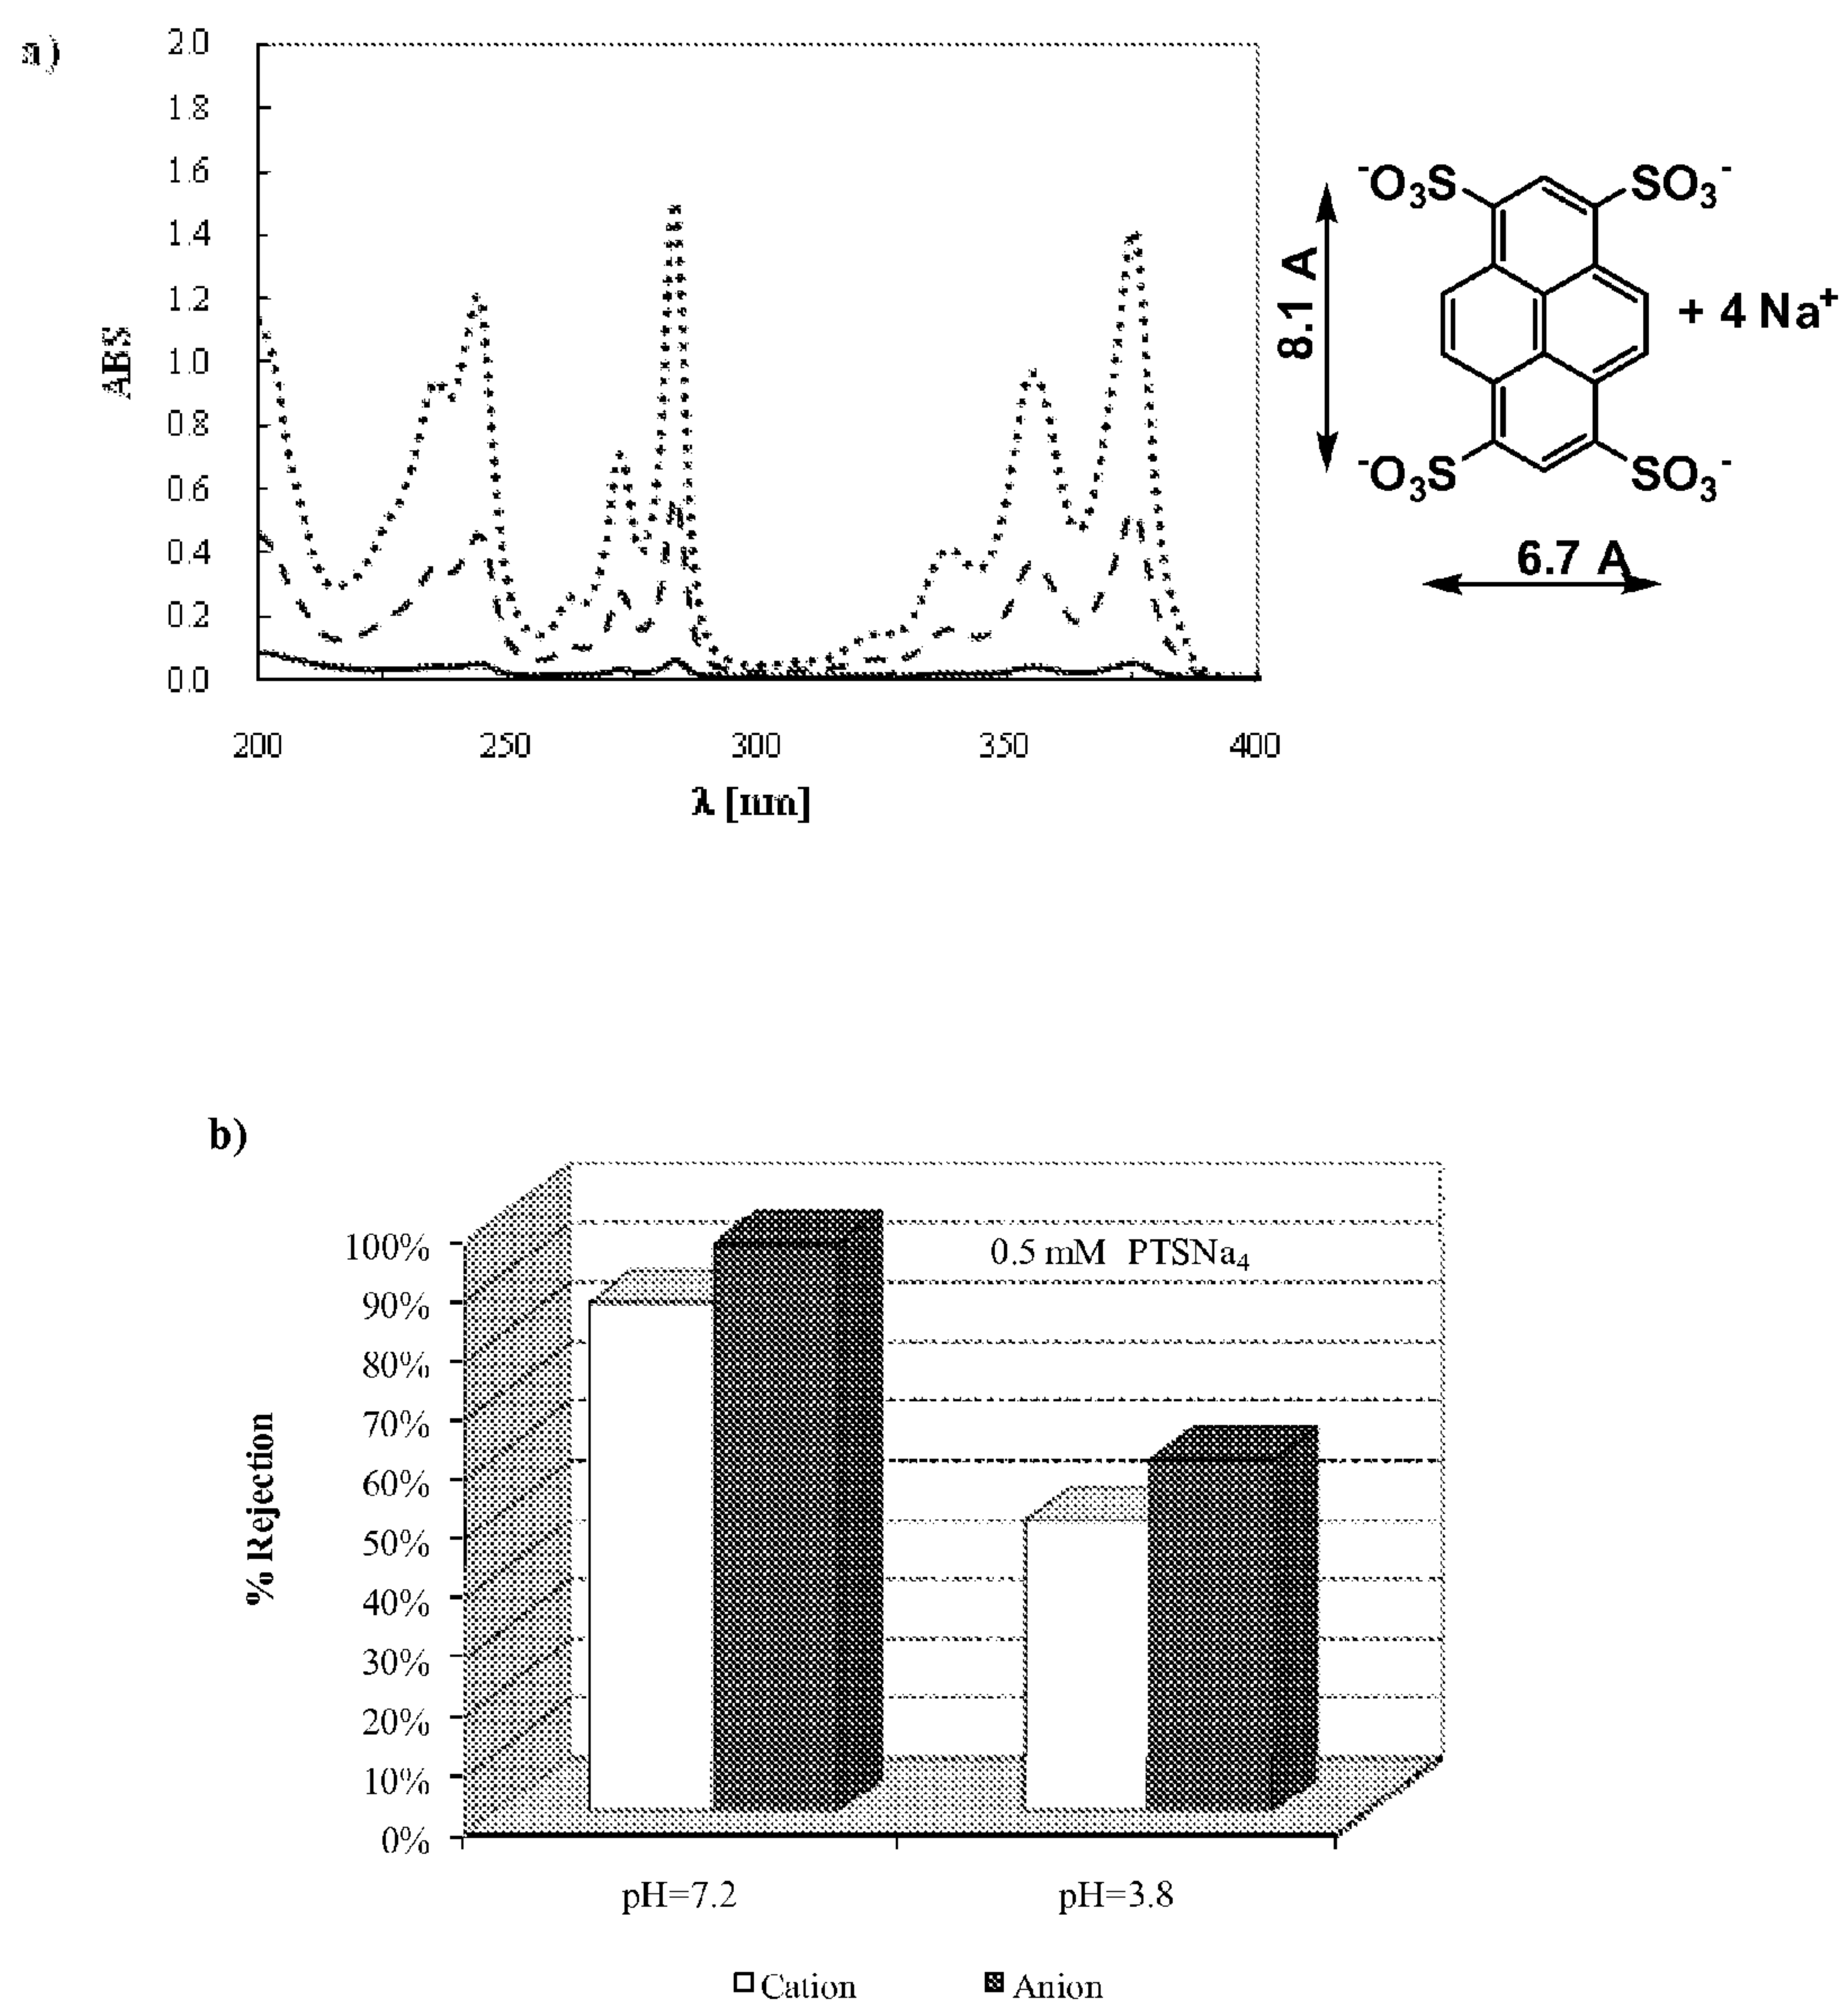 a)
2.0
1.8
1.6
1.4
1.2
1.0
0.8
0.6
0.4
0.2
0.0
ABS
200 250 300 350 400
λ [nm]
⁻O₃S SO₃⁻
8.1 A
+ 4 Na⁺
⁻O₃S SO₃⁻
6.7 A
b)
100%
90%
80%
70%
60%
50%
40%
30%
20%
10%
0%
% Rejection
0.5 mM PTSNa₄
pH=7.2 pH=3.8
Cation Anion